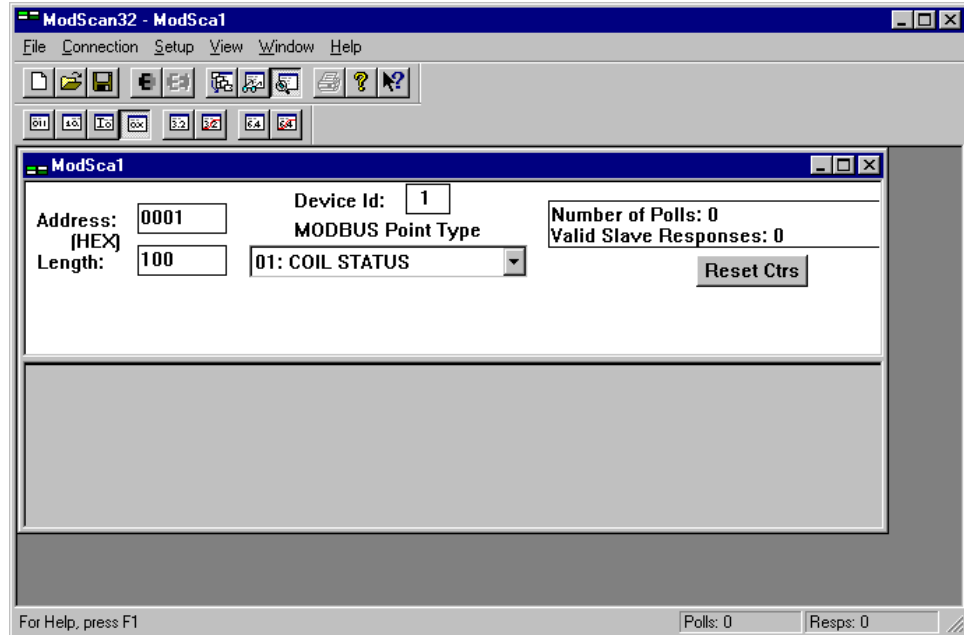 ModScan32 - ModSca1
File Connection Setup View Window Help
ModSca1
Device Id: 1
Address: 0001
(HEX)
MODBUS Point Type
Length: 100
01: COIL STATUS
Number of Polls: 0
Valid Slave Responses: 0
Reset Ctrs
For Help, press F1
Polls: 0
Resps: 0